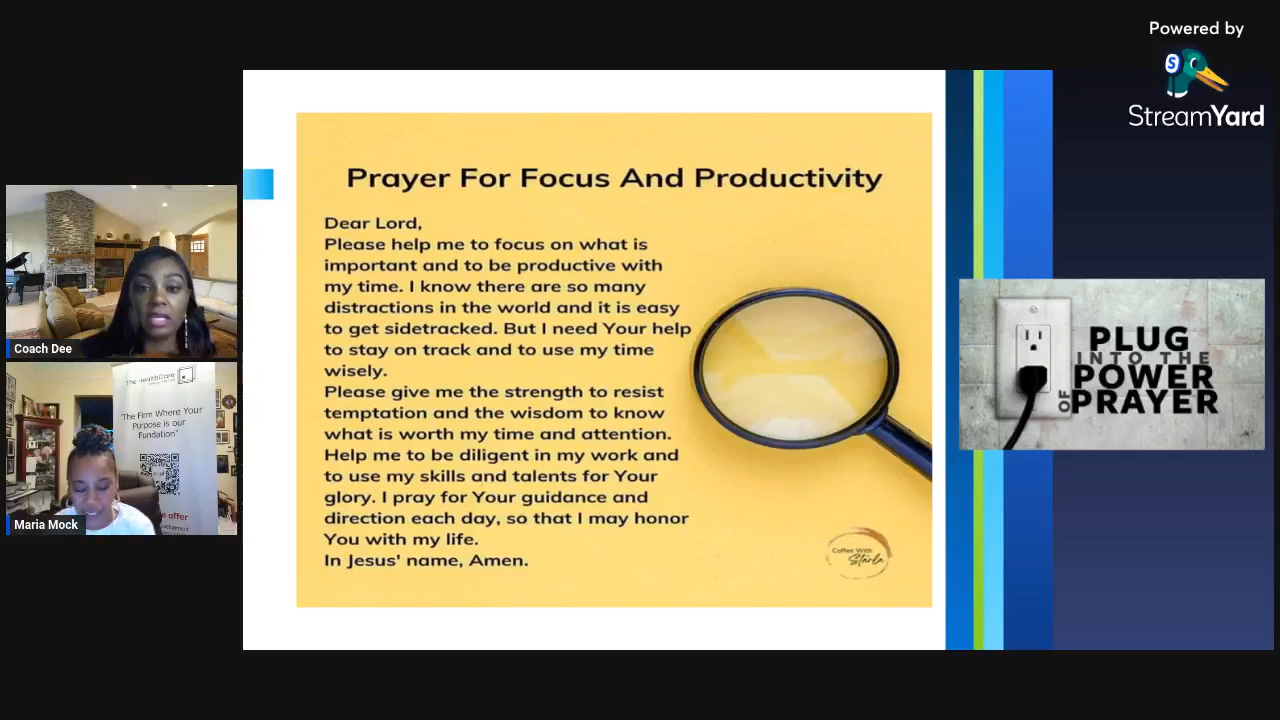 Powered by
S
StreamYard
Prayer For Focus And Productivity
Dear Lord,
Please help me to focus on what is
important and to be productive with
my time. I know there are so many
distractions in the world and it is easy
to get sidetracked. But I need Your help
to stay on track and to use my time
wisely.
Please give me the strength to resist
temptation and the wisdom to know
what is worth my time and attention.
Help me to be diligent in my work and
to use my skills and talents for Your
glory. I pray for Your guidance and
direction each day, so that I may honor
You with my life.
In Jesus' name, Amen.
Coffee With
Starla
PLUG
INTO THE
POWER
OF PRAYER
Coach Dee
The HealthCare
"The Firm Where Your
Purpose is our
Fundation"
offer
Maria Mock